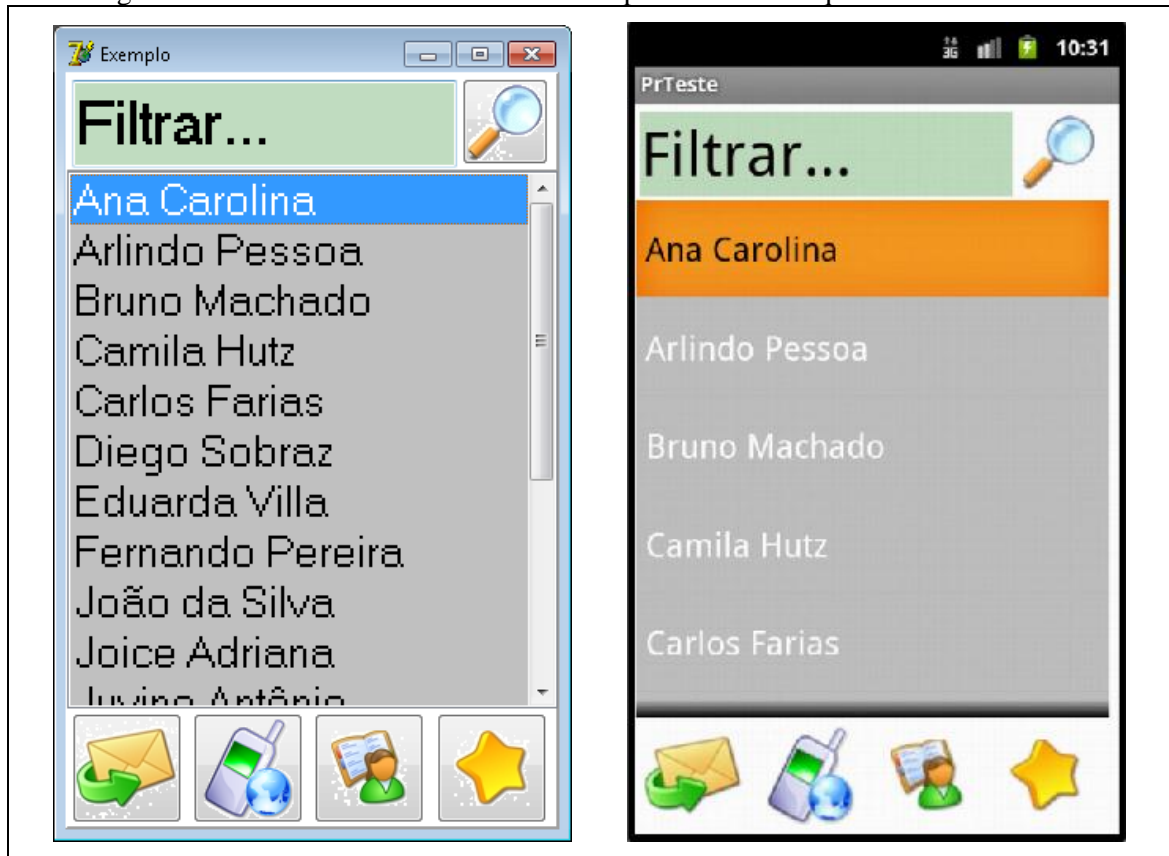 Exemplo
Filtrar...
Ana Carolina
Arlindo Pessoa
Bruno Machado
Camila Hutz
Carlos Farias
Diego Sobraz
Eduarda Villa
Fernando Pereira
João da Silva
Joice Adriana
Juvino Antônio
3G
10:31
PrTeste
Filtrar...
Ana Carolina
Arlindo Pessoa
Bruno Machado
Camila Hutz
Carlos Farias